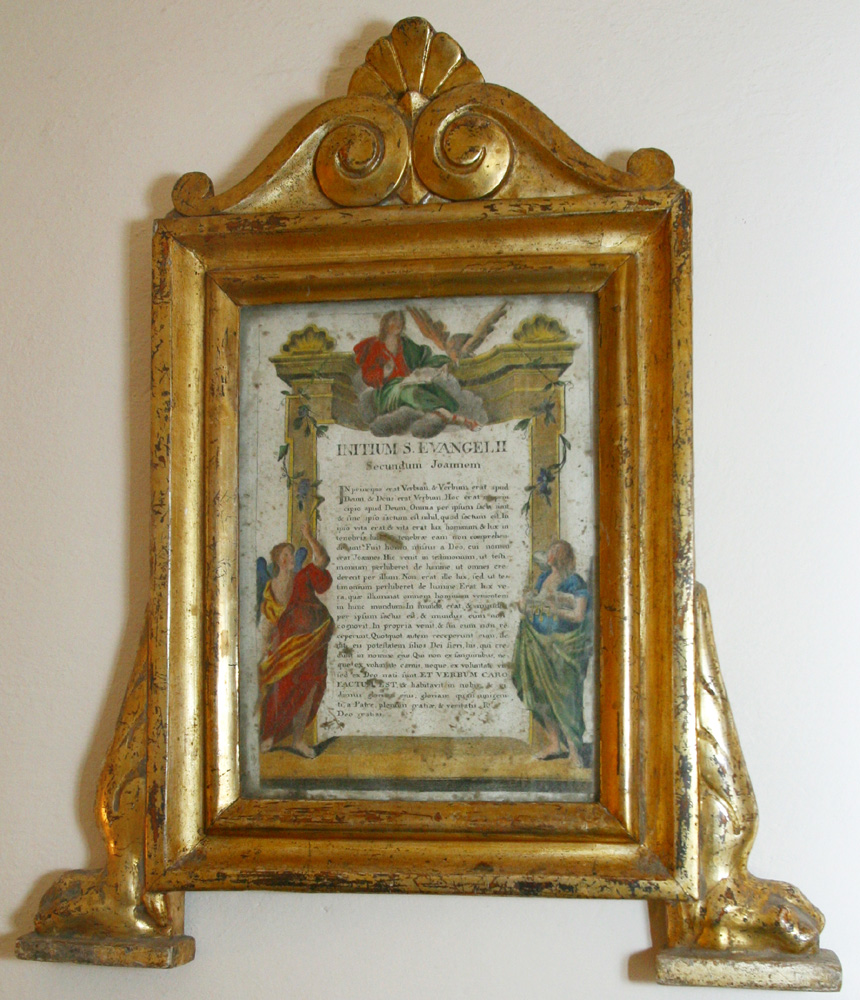 INITIUM S. EVANGELII
Secundum Joannem
IN principio erat Verbum & Verbum erat apud
Deum & Deus erat Verbum. Hoc erat in prin
cipio apud Deum. Omnia per ipsum facta sunt
& sine ipso factum est nihil, quod factum est. In
ipso vita erat & vita erat lux hominum & lux in
tenebris tenebrae eam non comprehen
derunt. Fuit homo missus a Deo, cui nomen
erat Joannes. Hic venit in testimonium, ut testi
monium perhiberet de lumine ut omnes cre
derent per illum. Non erat ille lux, sed ut tes
timonium perhiberet de lumine. Erat lux ve
ra, quae illuminat omnem hominem venientem
in hunc mundum. In mundo erat & mundus
per ipsum factus est, & mundus eum non
cognovit. In propria venit & sui eum non re
ceperunt. Quotquot autem receperunt eum, de
dit eis potestatem filios Dei fieri, his, qui cre
dunt in nomine ejus. Qui non ex sanguinibus, ne
que ex voluntate carnis, neque ex voluntate vi
sed ex Deo nati sunt. ET VERBUM CARO
FACTUM EST, & habitavit in nobis, &
gloriam ejus, gloriam quasi unigeni
ti a Patre, plenum gratiae & veritatis.
Deo gratias.